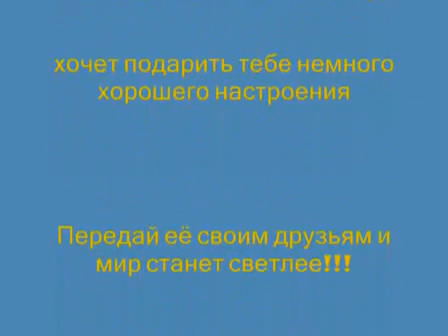 хочет подарить тебе немного
хорошего настроения
Передай её своим друзьям и
мир станет светлее!!!